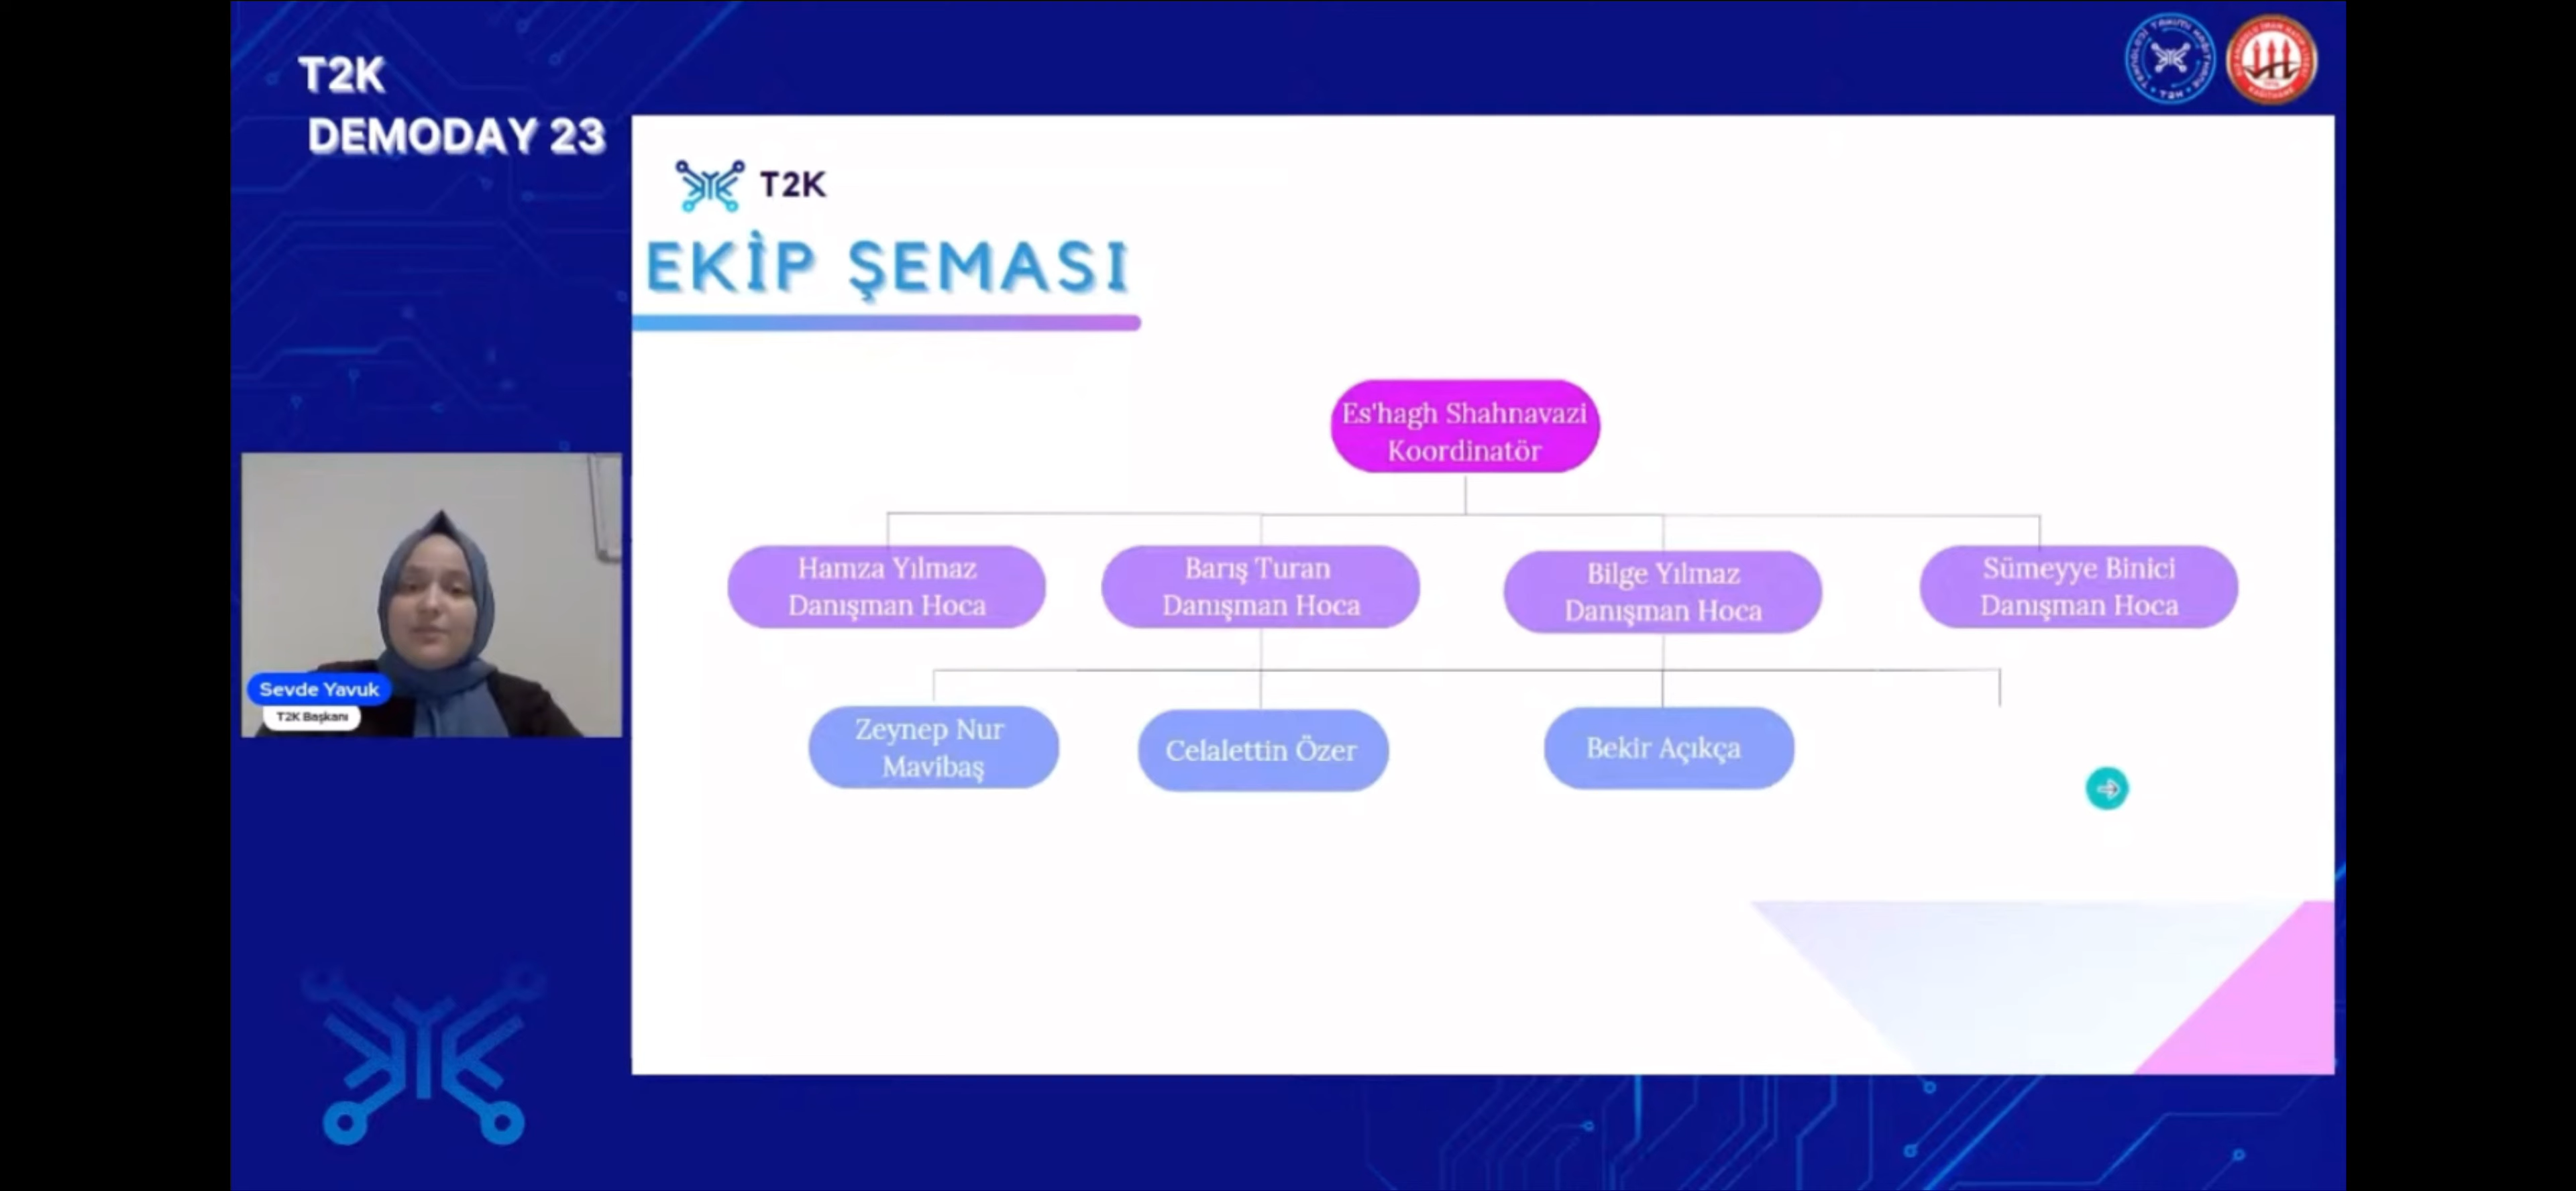 T2K
DEMODAY 23
T2K
EKİP ŞEMASI
Es'hagh Shahnavazi
Koordinatör
Hamza Yılmaz
Danışman Hoca
Barış Turan
Danışman Hoca
Bilge Yılmaz
Danışman Hoca
Sümeyye Binici
Danışman Hoca
Zeynep Nur
Mavibaş
Celalettin Özer
Bekir Açıkça
Sevde Yavuk
T2K Başkanı